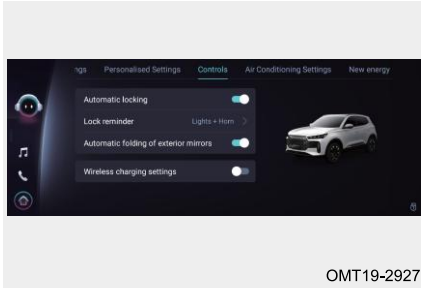 ngs Personalised Settings Controls Air Conditioning Settings New energy
Automatic locking
Lock reminder Lights + Horn
Automatic folding of exterior mirrors
Wireless charging settings
OMT19-2927